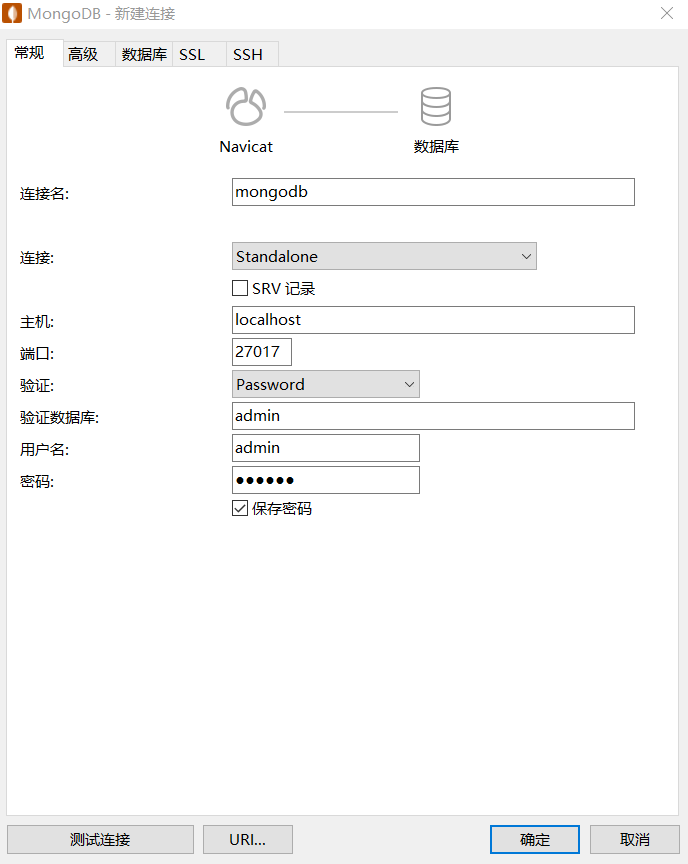 MongoDB - 新建连接
常规 高级 数据库 SSL SSH
Navicat 数据库
连接名: mongodb
连接: Standalone
SRV 记录
主机: localhost
端口: 27017
验证: Password
验证数据库: admin
用户名: admin
密码: ●●●●●●
保存密码
测试连接 URI... 确定 取消